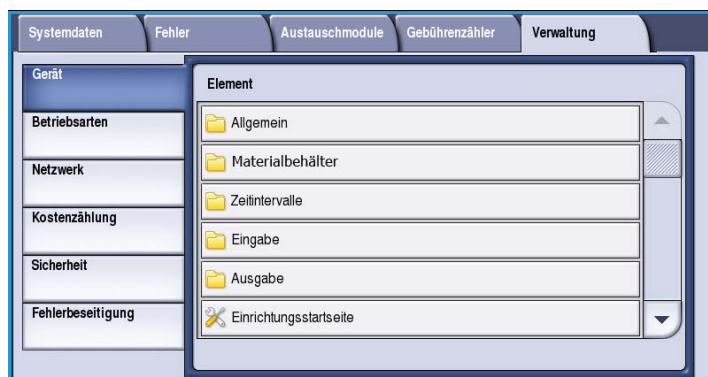 Systemdaten
Fehler
Austauschmodule
Gebührenzähler
Verwaltung
Gerät
Betriebsarten
Netzwerk
Kostenzählung
Sicherheit
Fehlerbeseitigung
Element
Allgemein
Materialbehälter
Zeitintervalle
Eingabe
Ausgabe
Einrichtungsstartseite